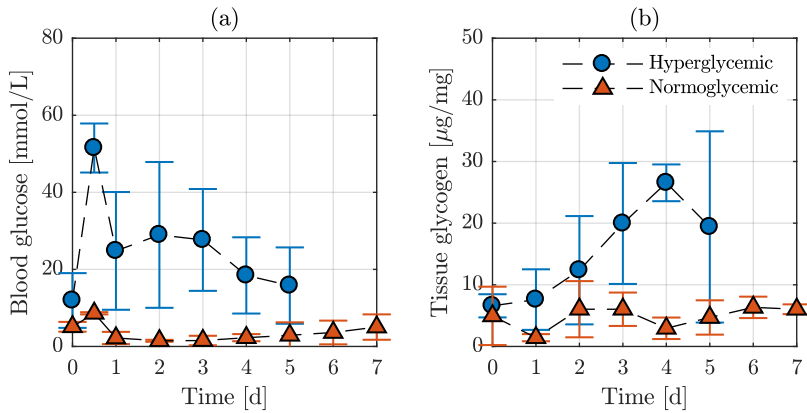 (a)
80
60
40
20
0
Blood glucose [mmol/L]
0 1 2 3 4 5 6 7
Time [d]
(b)
Hyperglycemic
Normoglycemic
50
40
30
20
10
0
Tissue glycogen [μg/mg]
0 1 2 3 4 5 6 7
Time [d]